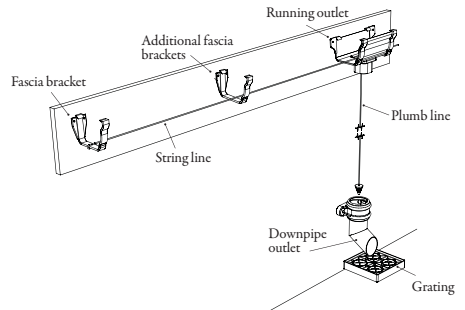 Running outlet
Additional fascia
brackets
Fascia bracket
Plumb line
String line
Downpipe
outlet
Grating